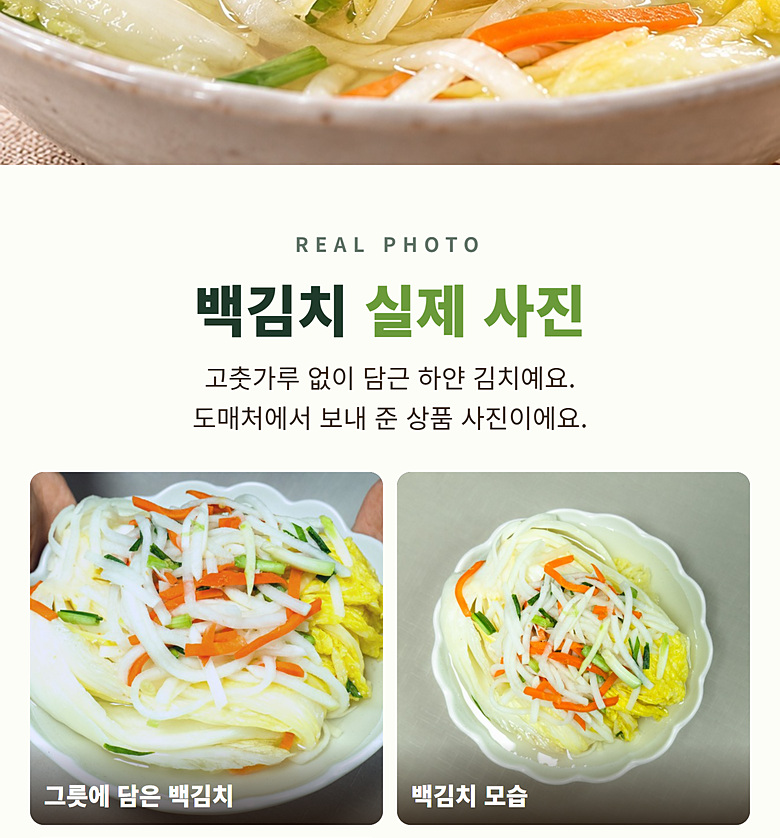 REAL PHOTO
백김치 실제 사진
고춧가루 없이 담근 하얀 김치예요.
도매처에서 보내 준 상품 사진이에요.
그릇에 담은 백김치
백김치 모습